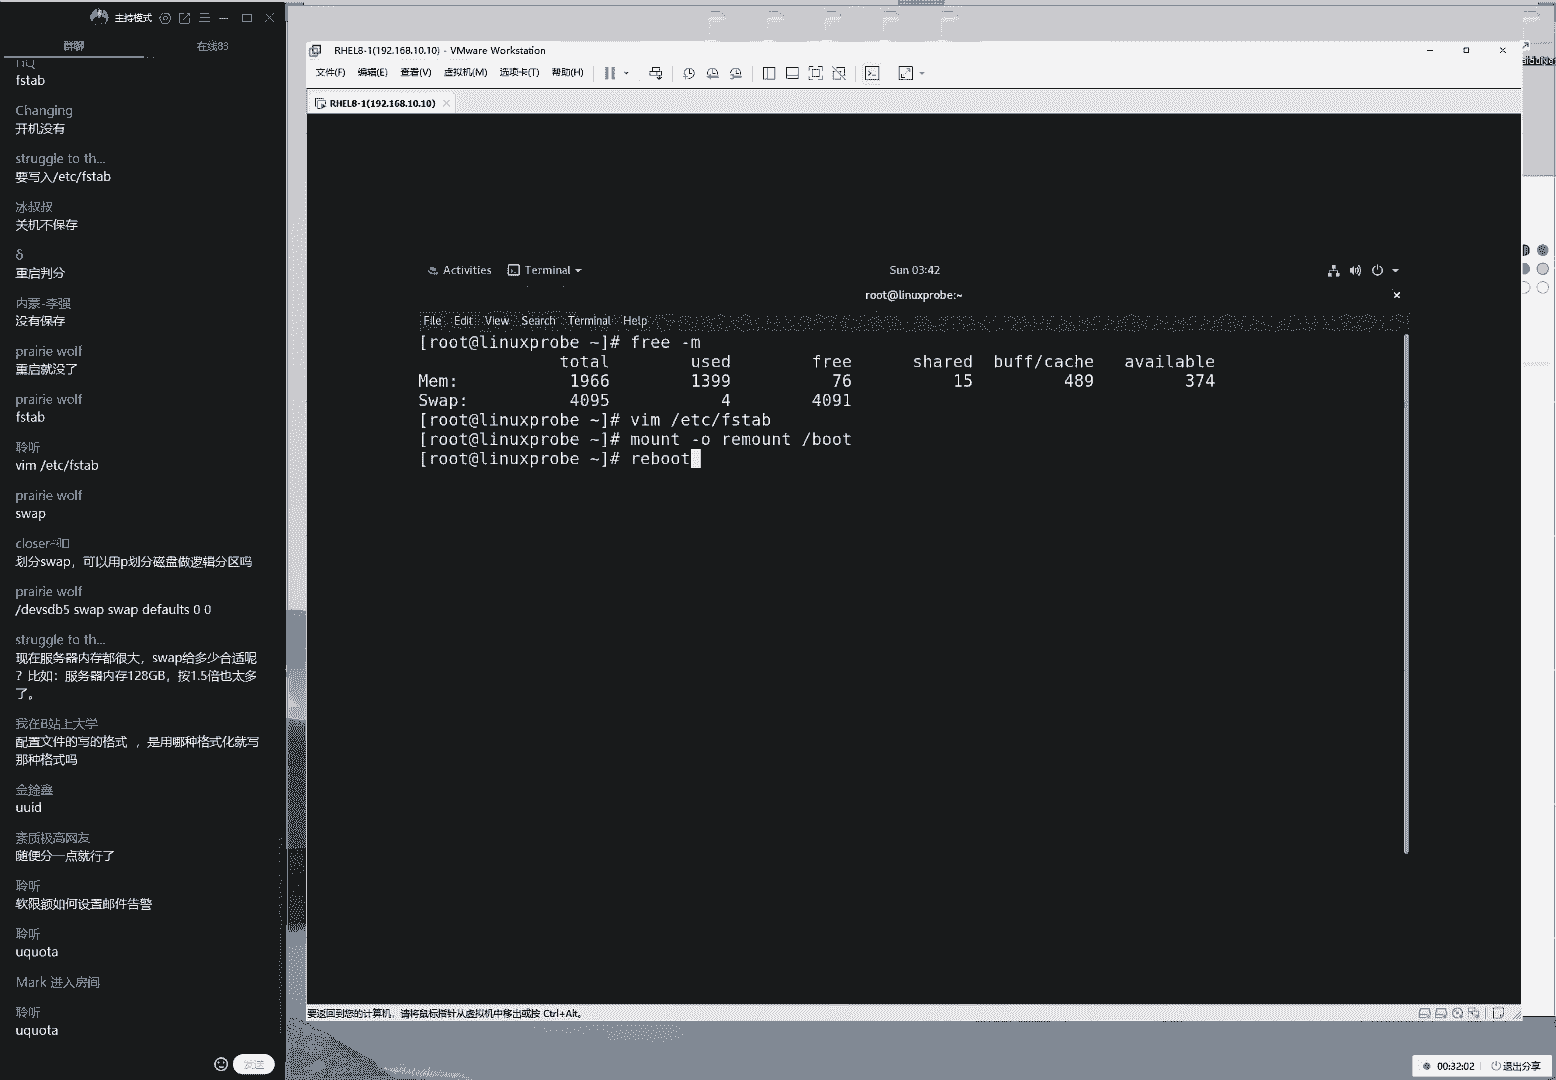 主持模式
群聊
在线83
fstab
Changing
开机没有
struggle to th...
要写入/etc/fstab
冰叔叔
关机不保存
δ
重启判分
内蒙-李强
没有保存
prairie wolf
重启就没了
prairie wolf
fstab
聆听
vim /etc/fstab
prairie wolf
swap
划分swap，可以用p划分磁盘做逻辑分区吗
prairie wolf
/devsdb5 swap swap defaults 0 0
struggle to th...
现在服务器内存都很大，swap给多少合适呢
？比如：服务器内存128GB，按1.5倍也太多
了。
我在B站上大学
配置文件的写的格式 ，是用哪种格式化就写
那种格式吗
金鎗鑫
uuid
素质极高网友
随便分一点就行了
聆听
软限额如何设置邮件告警
聆听
uquota
Mark 进入房间
聆听
uquota
发送
RHEL8-1(192.168.10.10) - VMware Workstation
文件(F) 编辑(E) 查看(V) 虚拟机(M) 选项卡(T) 帮助(H)
RHEL8-1(192.168.10.10)
Activities Terminal
Sun 03:42
root@linuxprobe:~
File Edit View Search Terminal Help
[root@linuxprobe ~]# free -m
total used free shared buff/cache available
Mem: 1966 1399 76 15 489 374
Swap: 4095 4 4091
[root@linuxprobe ~]# vim /etc/fstab
[root@linuxprobe ~]# mount -o remount /boot
[root@linuxprobe ~]# reboot
要返回到您的计算机，请将鼠标指针从虚拟机中移出或按 Ctrl+Alt。
00:32:02
退出分享